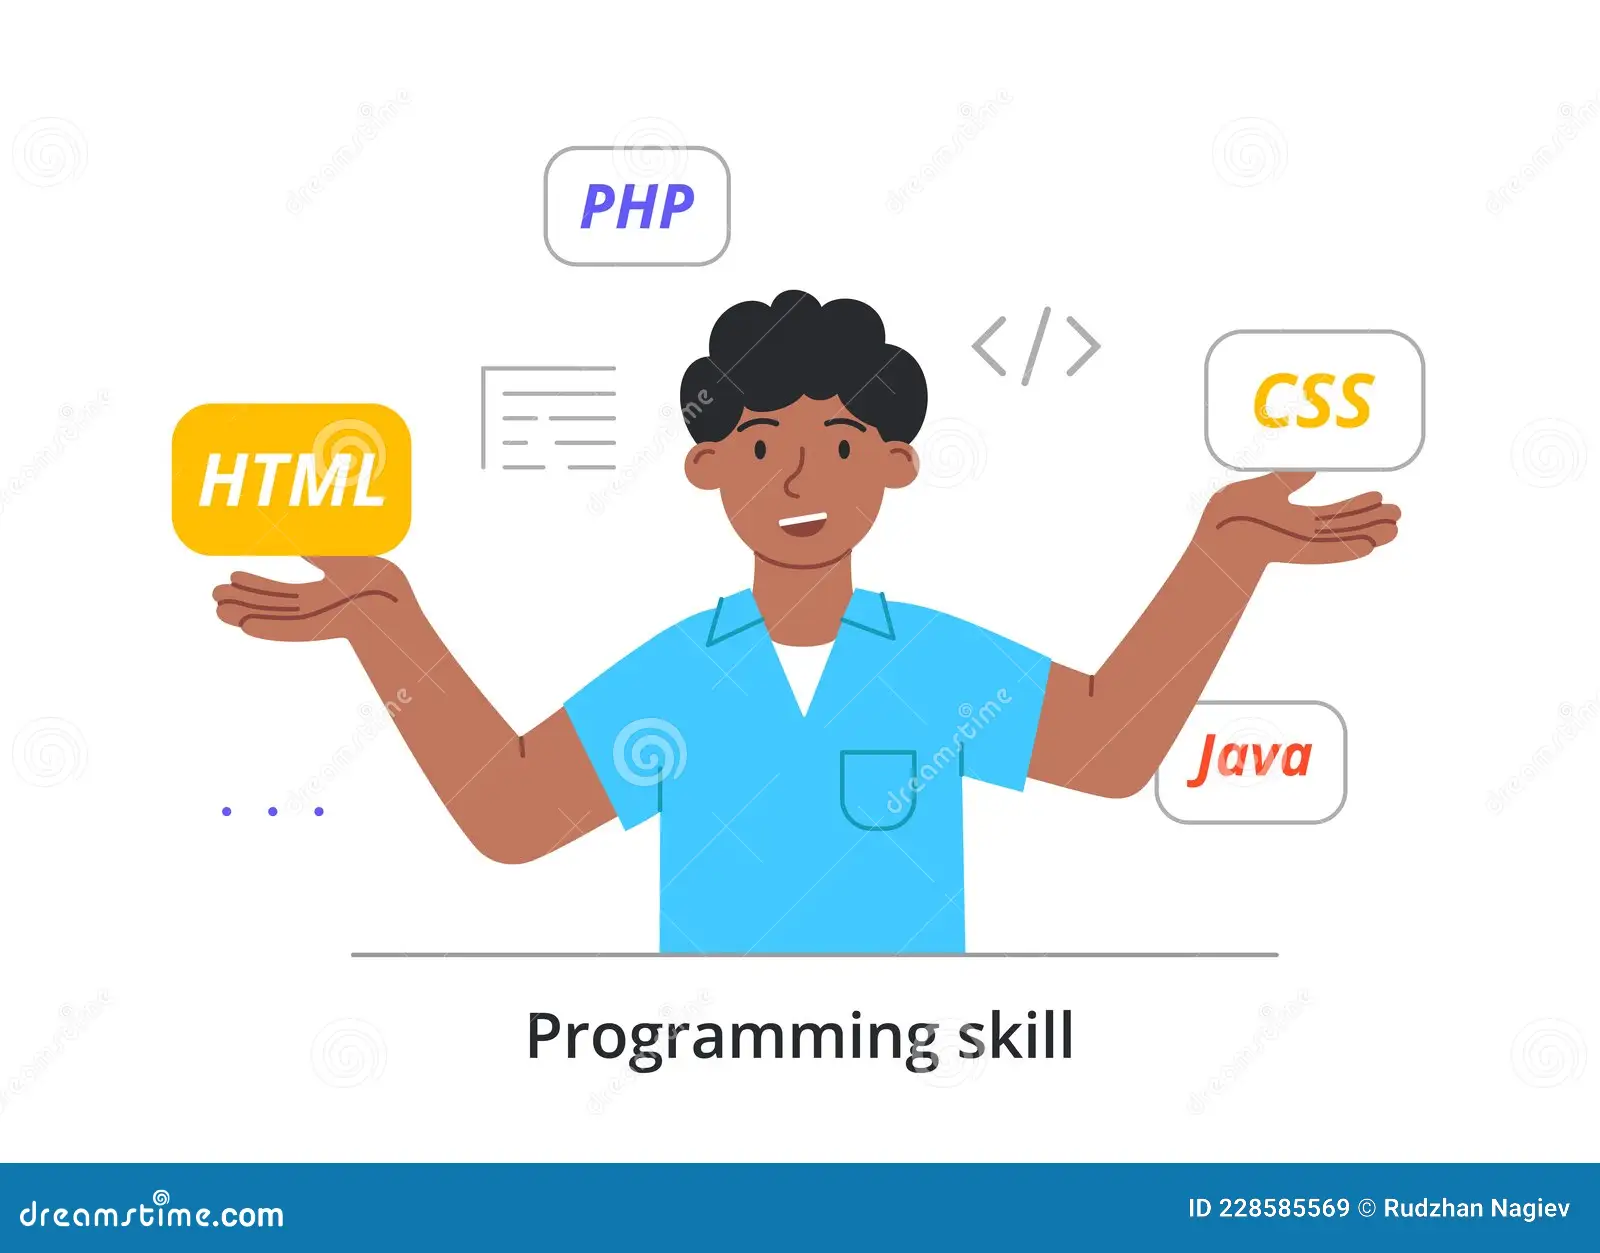 PHP
</>
CSS
HTML
Java
Programming skill
dreamstime.com
ID 228585569 © Rudzhan Nagiev